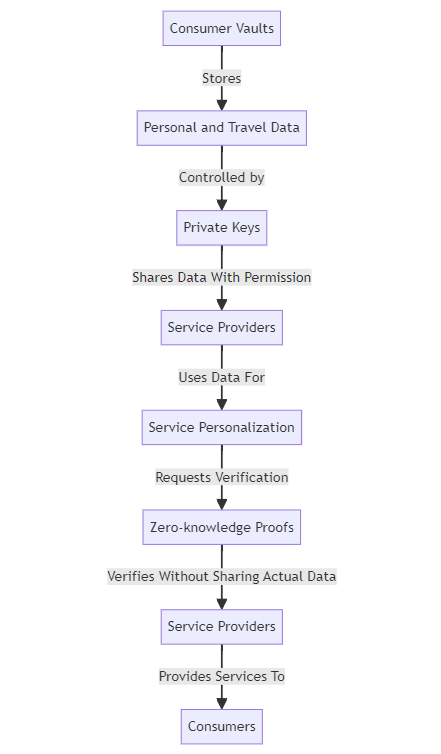 Consumer Vaults
Stores
Personal and Travel Data
Controlled by
Private Keys
Shares Data With Permission
Service Providers
Uses Data For
Service Personalization
Requests Verification
Zero-knowledge Proofs
Verifies Without Sharing Actual Data
Service Providers
Provides Services To
Consumers